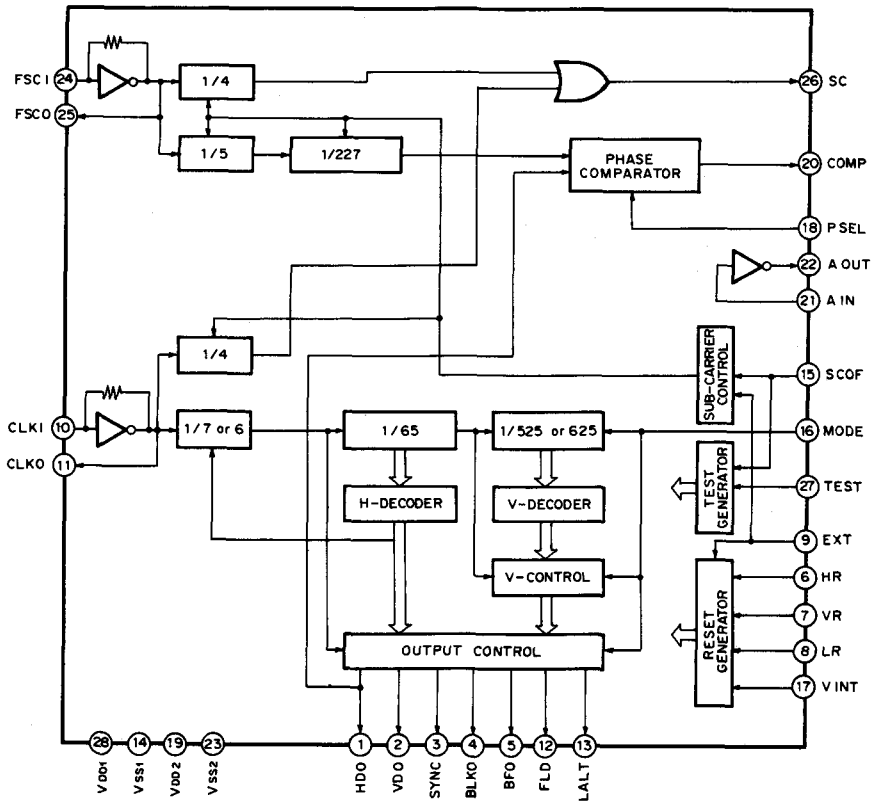 FSCI 24
1/4
26 SC
FSCO 25
1/5
1/227
PHASE
COMPARATOR
20 COMP
18 PSEL
22 A OUT
21 A IN
1/4
SUB-CARRIER
CONTROL
15 SCOF
CLKI 10
1/7 or 6
1/65
1/525 or 625
16 MODE
CLKO 11
TEST
GENERATOR
27 TEST
H-DECODER
V-DECODER
9 EXT
V-CONTROL
RESET
GENERATOR
6 HR
7 VR
OUTPUT CONTROL
8 LR
17 V INT
28 14 19 23 1 2 3 4 5 12 13
VDD1 VSS1 VDD2 VSS2 HDO VDO SYNC BLKO BFO FLD LALT